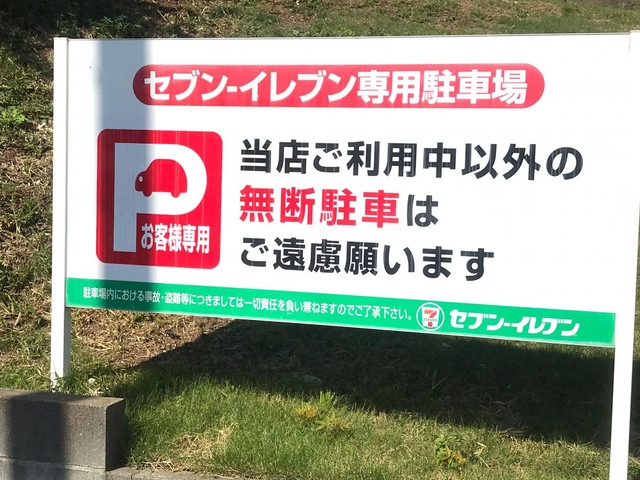 セブン-イレブン専用駐車場
P
お客様専用
当店ご利用中以外の
無断駐車は
ご遠慮願います
駐車場内における事故・盗難等につきましては一切責任を負い兼ねますのでご了承下さい。
セブン-イレブン